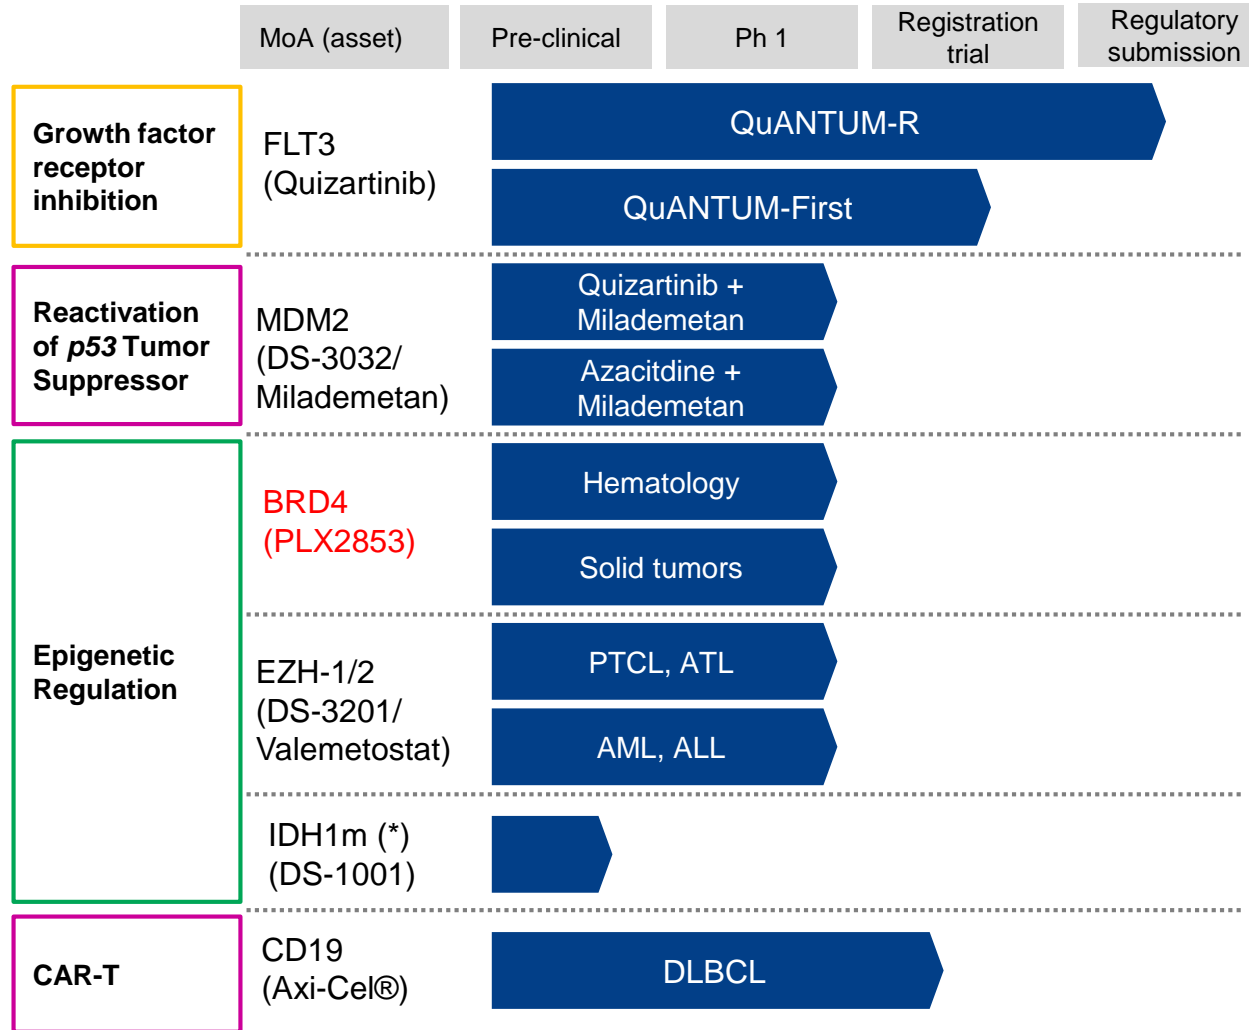 MoA (asset)
Pre-clinical
Ph 1
Registration
trial
Regulatory
submission
Growth factor
receptor
inhibition
FLT3
(Quizartinib)
QuANTUM-R
QuANTUM-First
Reactivation
of p53 Tumor
Suppressor
MDM2
(DS-3032/
Milademetan)
Quizartinib +
Milademetan
Azacitdine +
Milademetan
Epigenetic
Regulation
BRD4
(PLX2853)
Hematology
Solid tumors
EZH-1/2
(DS-3201/
Valemetostat)
PTCL, ATL
AML, ALL
IDH1m (*)
(DS-1001)
CAR-T
CD19
(Axi-Cel®)
DLBCL